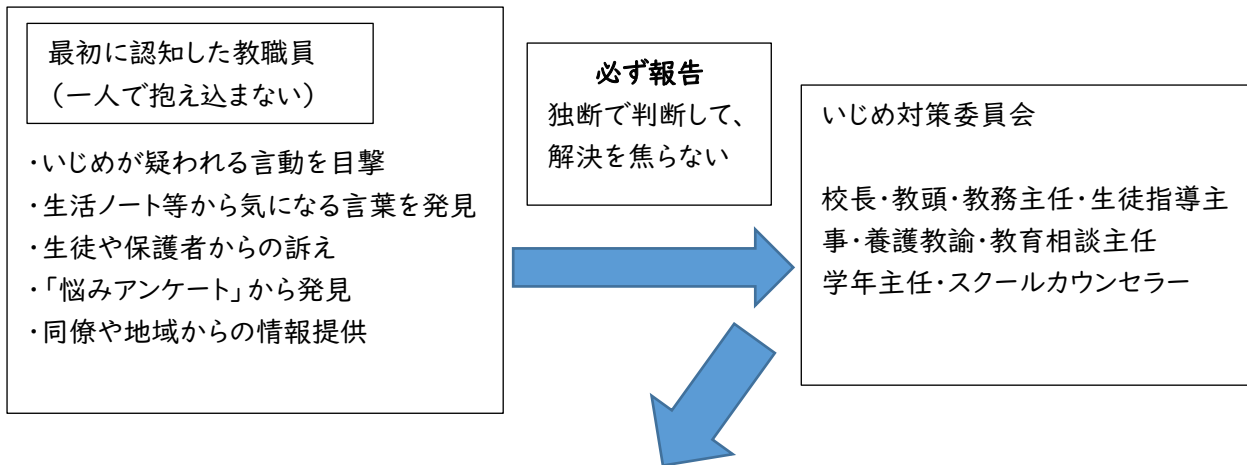 最初に認知した教職員
（一人で抱え込まない）
・いじめが疑われる言動を目撃
・生活ノート等から気になる言葉を発見
・生徒や保護者からの訴え
・「悩みアンケート」から発見
・同僚や地域からの情報提供
必ず報告
独断で判断して、
解決を焦らない
いじめ対策委員会
校長・教頭・教務主任・生徒指導主
事・養護教諭・教育相談主任
学年主任・スクールカウンセラー